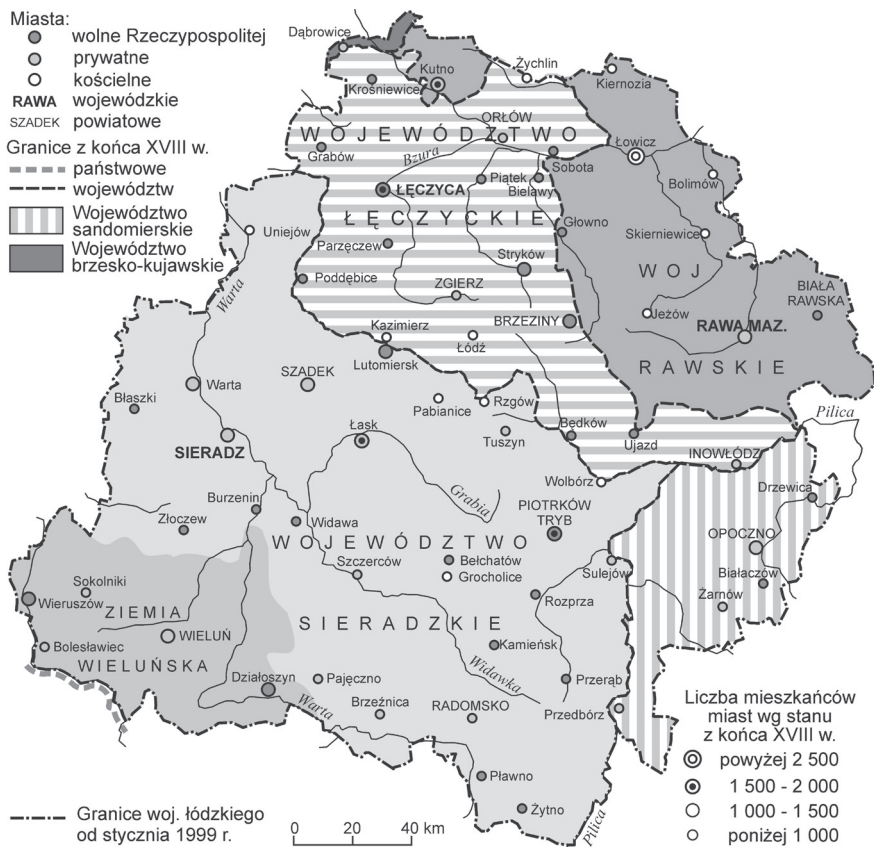 Miasta:
wolne Rzeczypospolitej
prywatne
kościelne
RAWA wojewódzkie
SZADEK powiatowe
Granice z końca XVIII w.
państwowe
województw
Województwo
sandomierskie
Województwo
brzesko-kujawskie
Dąbrowice
Kutno
Żychlin
Kiernozia
Krośniewice
ORŁÓW
WOJEWÓDZTWO
Łowicz
Grabów
Bzura
Sobota
Bolimów
Piątek
Bielawy
ŁĘCZYCA
ŁĘCZYCKIE
Głowno
Uniejów
Skierniewice
Parzęczew
Stryków
WOJ
Poddębice
ZGIERZ
BIAŁA
RAWSKA
Warta
Jeżów
Kazimierz
BRZEZINY
RAWA MAZ.
Łódź
Lutomiersk
RAWSKIE
Warta
SZADEK
Błaszki
Pabianice
Rzgów
Pilica
Łask
Będków
Tuszyn
Ujazd
SIERADZ
INOWŁÓDZ
Wolbórz
Drzewica
Grabia
Burzenin
PIOTRKÓW
TRYB
Złoczew
Widawa
WOJEWÓDZTWO
OPOCZNO
Bełchatów
Szczerców
Grocholice
Sulejów
Białaczów
Sokolniki
Żarnów
Wieruszów
Rozprza
ZIEMIA
SIERADZKIE
WIELUŃ
Bolesławiec
Kamieńsk
WIELUŃSKA
Widawka
Działoszyn
Pajęczno
Przerąb
Warta
Brzeźnica
RADOMSKO
Przedbórz
Pławno
Żytno
Pilica
Liczba mieszkańców
miast wg stanu
z końca XVIII w.
powyżej 2 500
1 500 - 2 000
1 000 - 1 500
poniżej 1 000
Granice woj. łódzkiego
od stycznia 1999 r.
0 20 40 km